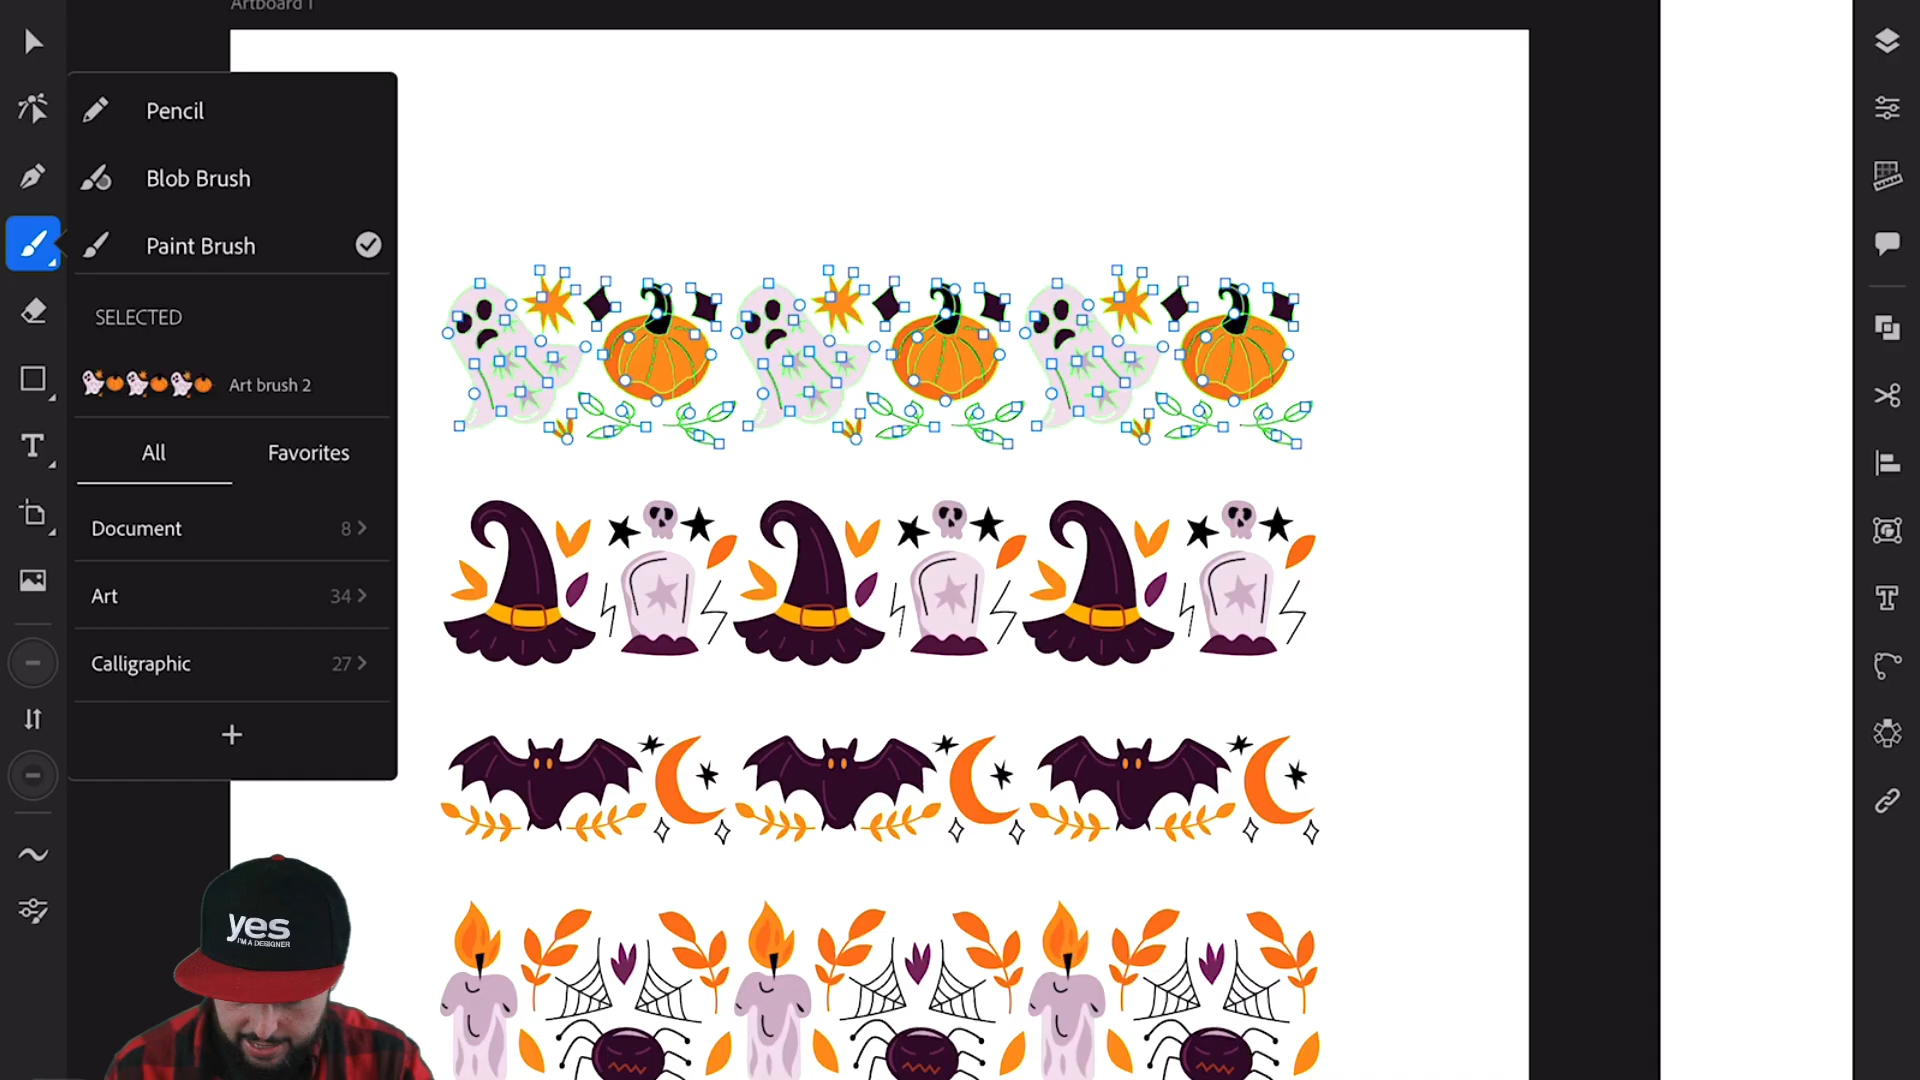 Artboard 1
Pencil
Blob Brush
Paint Brush
SELECTED
Art brush 2
All
Favorites
Document
8
Art
34
Calligraphic
27
yes
I'M A DESIGNER